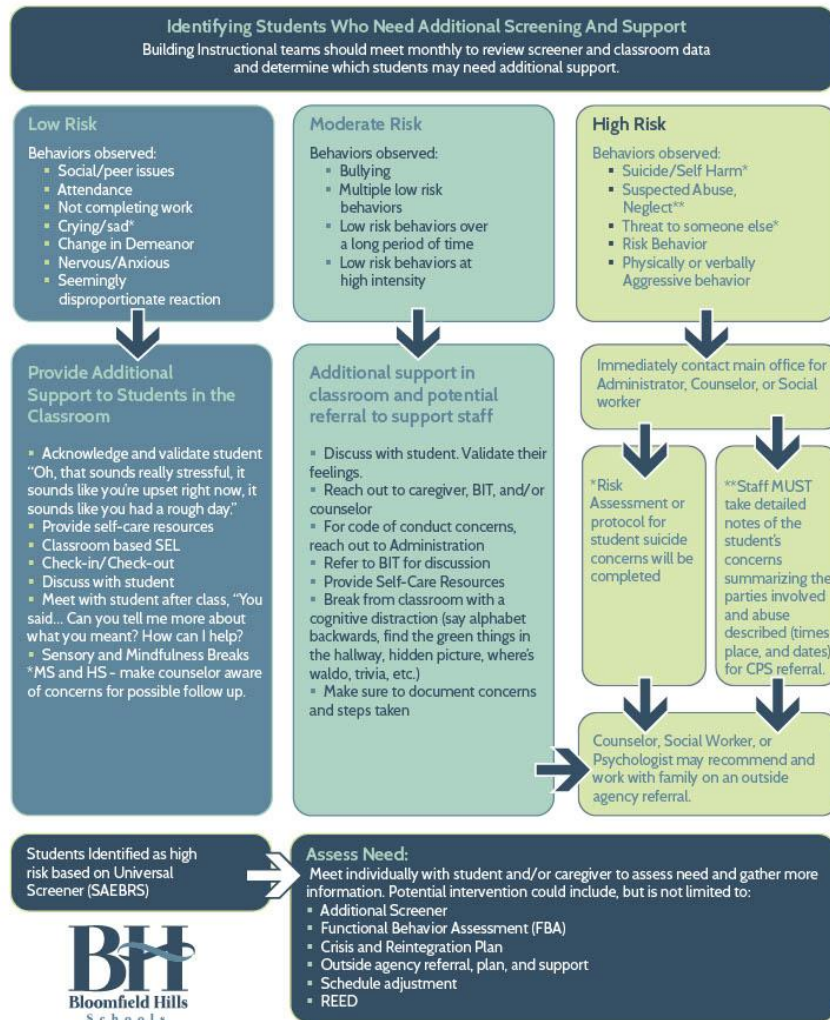 Identifying Students Who Need Additional Screening And Support
Building Instructional teams should meet monthly to review screener and classroom data
and determine which students may need additional support.
Low Risk
Behaviors observed:
▪ Social/peer issues
▪ Attendance
▪ Not completing work
▪ Crying/sad*
▪ Change in Demeanor
▪ Nervous/Anxious
▪ Seemingly
disproportionate reaction
Moderate Risk
Behaviors observed:
▪ Bullying
▪ Multiple low risk
behaviors
▪ Low risk behaviors over
a long period of time
▪ Low risk behaviors at
high intensity
High Risk
Behaviors observed:
▪ Suicide/Self Harm*
▪ Suspected Abuse,
Neglect**
▪ Threat to someone else*
▪ Risk Behavior
▪ Physically or verbally
Aggressive behavior
Provide Additional
Support to Students in the
Classroom
▪ Acknowledge and validate student
“Oh, that sounds really stressful, it
sounds like you’re upset right now, it
sounds like you had a rough day.”
▪ Provide self-care resources
▪ Classroom based SEL
▪ Check-in/Check-out
▪ Discuss with student
▪ Meet with student after class, “You
said... Can you tell me more about
what you meant? How can I help?
▪ Sensory and Mindfulness Breaks
*MS and HS – make counselor aware
of concerns for possible follow up.
Additional support in
classroom and potential
referral to support staff
▪ Discuss with student. Validate their
feelings.
▪ Reach out to caregiver, BIT, and/or
counselor
▪ For code of conduct concerns,
reach out to Administration
▪ Refer to BIT for discussion
▪ Provide Self-Care Resources
▪ Break from classroom with a
cognitive distraction (say alphabet
backwards, find the green things in
the hallway, hidden picture, where’s
waldo, trivia, etc.)
▪ Make sure to document concerns
and steps taken
Immediately contact main office for
Administrator, Counselor, or Social
worker
*Risk
Assessment or
protocol for
student suicide
concerns will be
completed
**Staff MUST
take detailed
notes of the
student’s
concerns
summarizing the
parties involved
and abuse
described (times,
place, and dates)
for CPS referral.
Counselor, Social Worker, or
Psychologist may recommend and
work with family on an outside
agency referral.
Students Identified as high
risk based on Universal
Screener (SAEBRS)
Assess Need:
Meet individually with student and/or caregiver to assess need and gather more
information. Potential intervention could include, but is not limited to:
▪ Additional Screener
▪ Functional Behavior Assessment (FBA)
▪ Crisis and Reintegration Plan
▪ Outside agency referral, plan, and support
▪ Schedule adjustment
▪ REED
BH
Bloomfield Hills
Schools